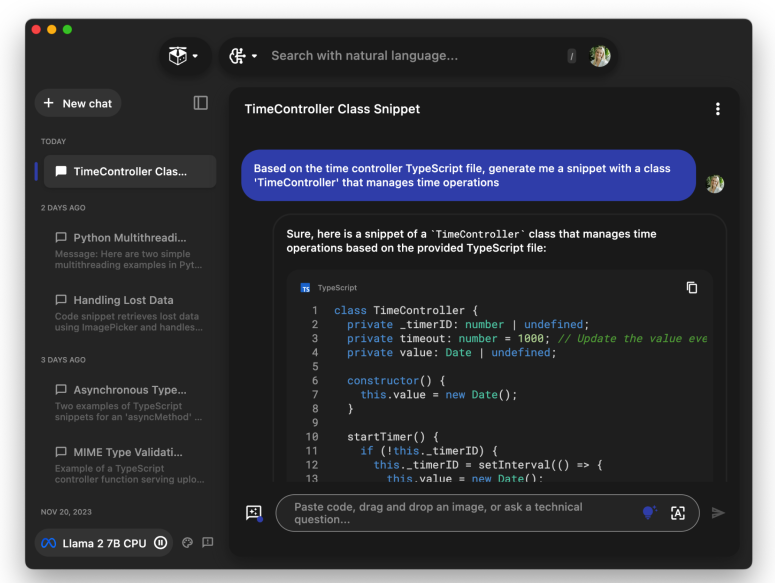 Search with natural language...
/
+ New chat
TimeController Class Snippet
TODAY
TimeController Clas...
2 DAYS AGO
Python Multithreadi...
Message: Here are two simple
multithreading examples in Pyt...
Handling Lost Data
Code snippet retrieves lost data
using ImagePicker and handles...
3 DAYS AGO
Asynchronous Type...
Two examples of TypeScript
snippets for an 'asyncMethod' ...
MIME Type Validati...
Example of a TypeScript
controller function serving uplo...
NOV 20, 2023
Llama 2 7B CPU
Based on the time controller TypeScript file, generate me a snippet with a class
'TimeController' that manages time operations
Sure, here is a snippet of a `TimeController` class that manages time
operations based on the provided TypeScript file:
TS TypeScript
1 class TimeController {
2 private _timerID: number | undefined;
3 private timeout: number = 1000; // Update the value eve
4 private value: Date | undefined;
5
6 constructor() {
7 this.value = new Date();
8 }
9
10 startTimer() {
11 if (!this._timerID) {
12 this._timerID = setInterval(() => {
13 this.value = new Date();
Paste code, drag and drop an image, or ask a technical
question...
A